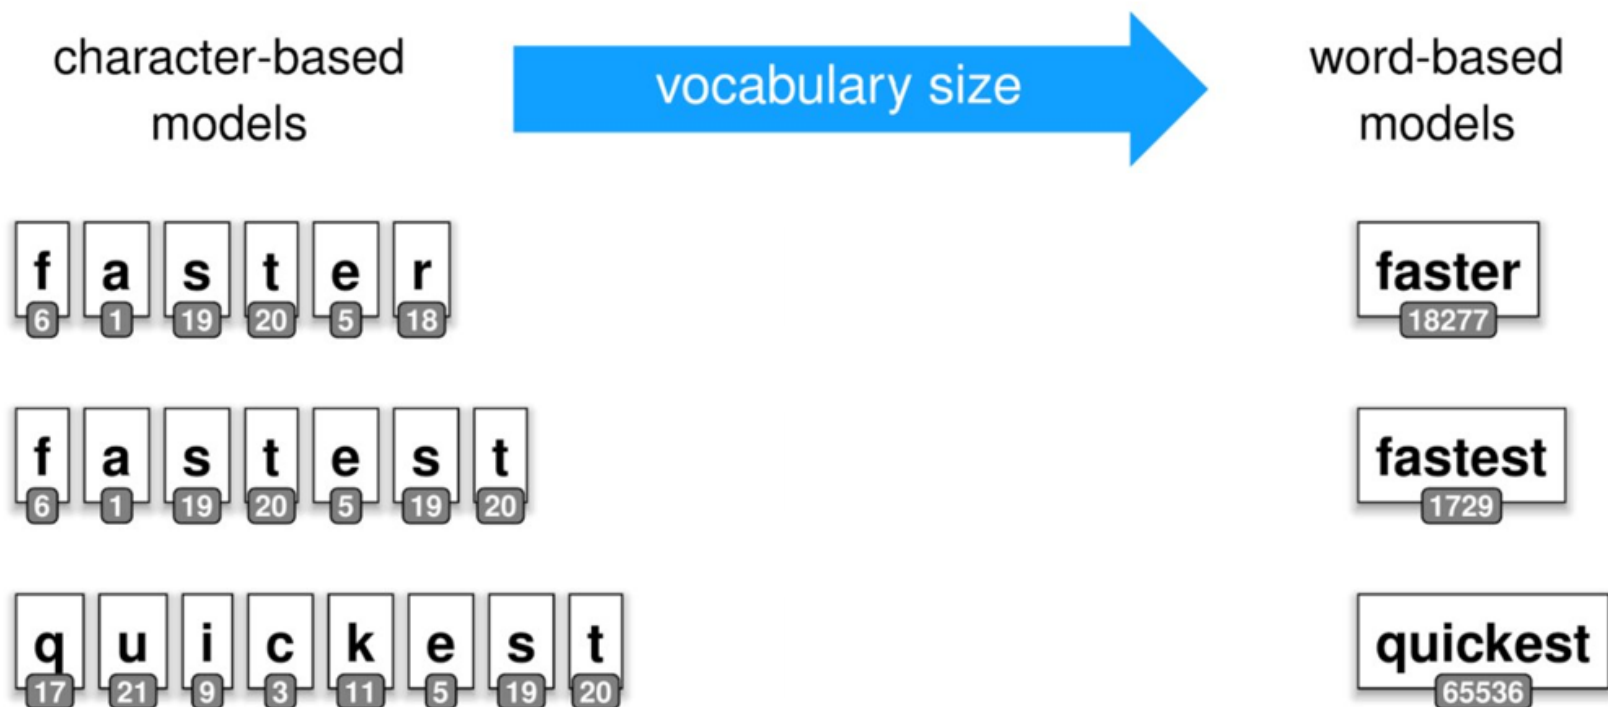 character-based
models
vocabulary size
word-based
models
f a s t e r
6 1 19 20 5 18
faster
18277
f a s t e s t
6 1 19 20 5 19 20
fastest
1729
q u i c k e s t
17 21 9 3 11 5 19 20
quickest
65536